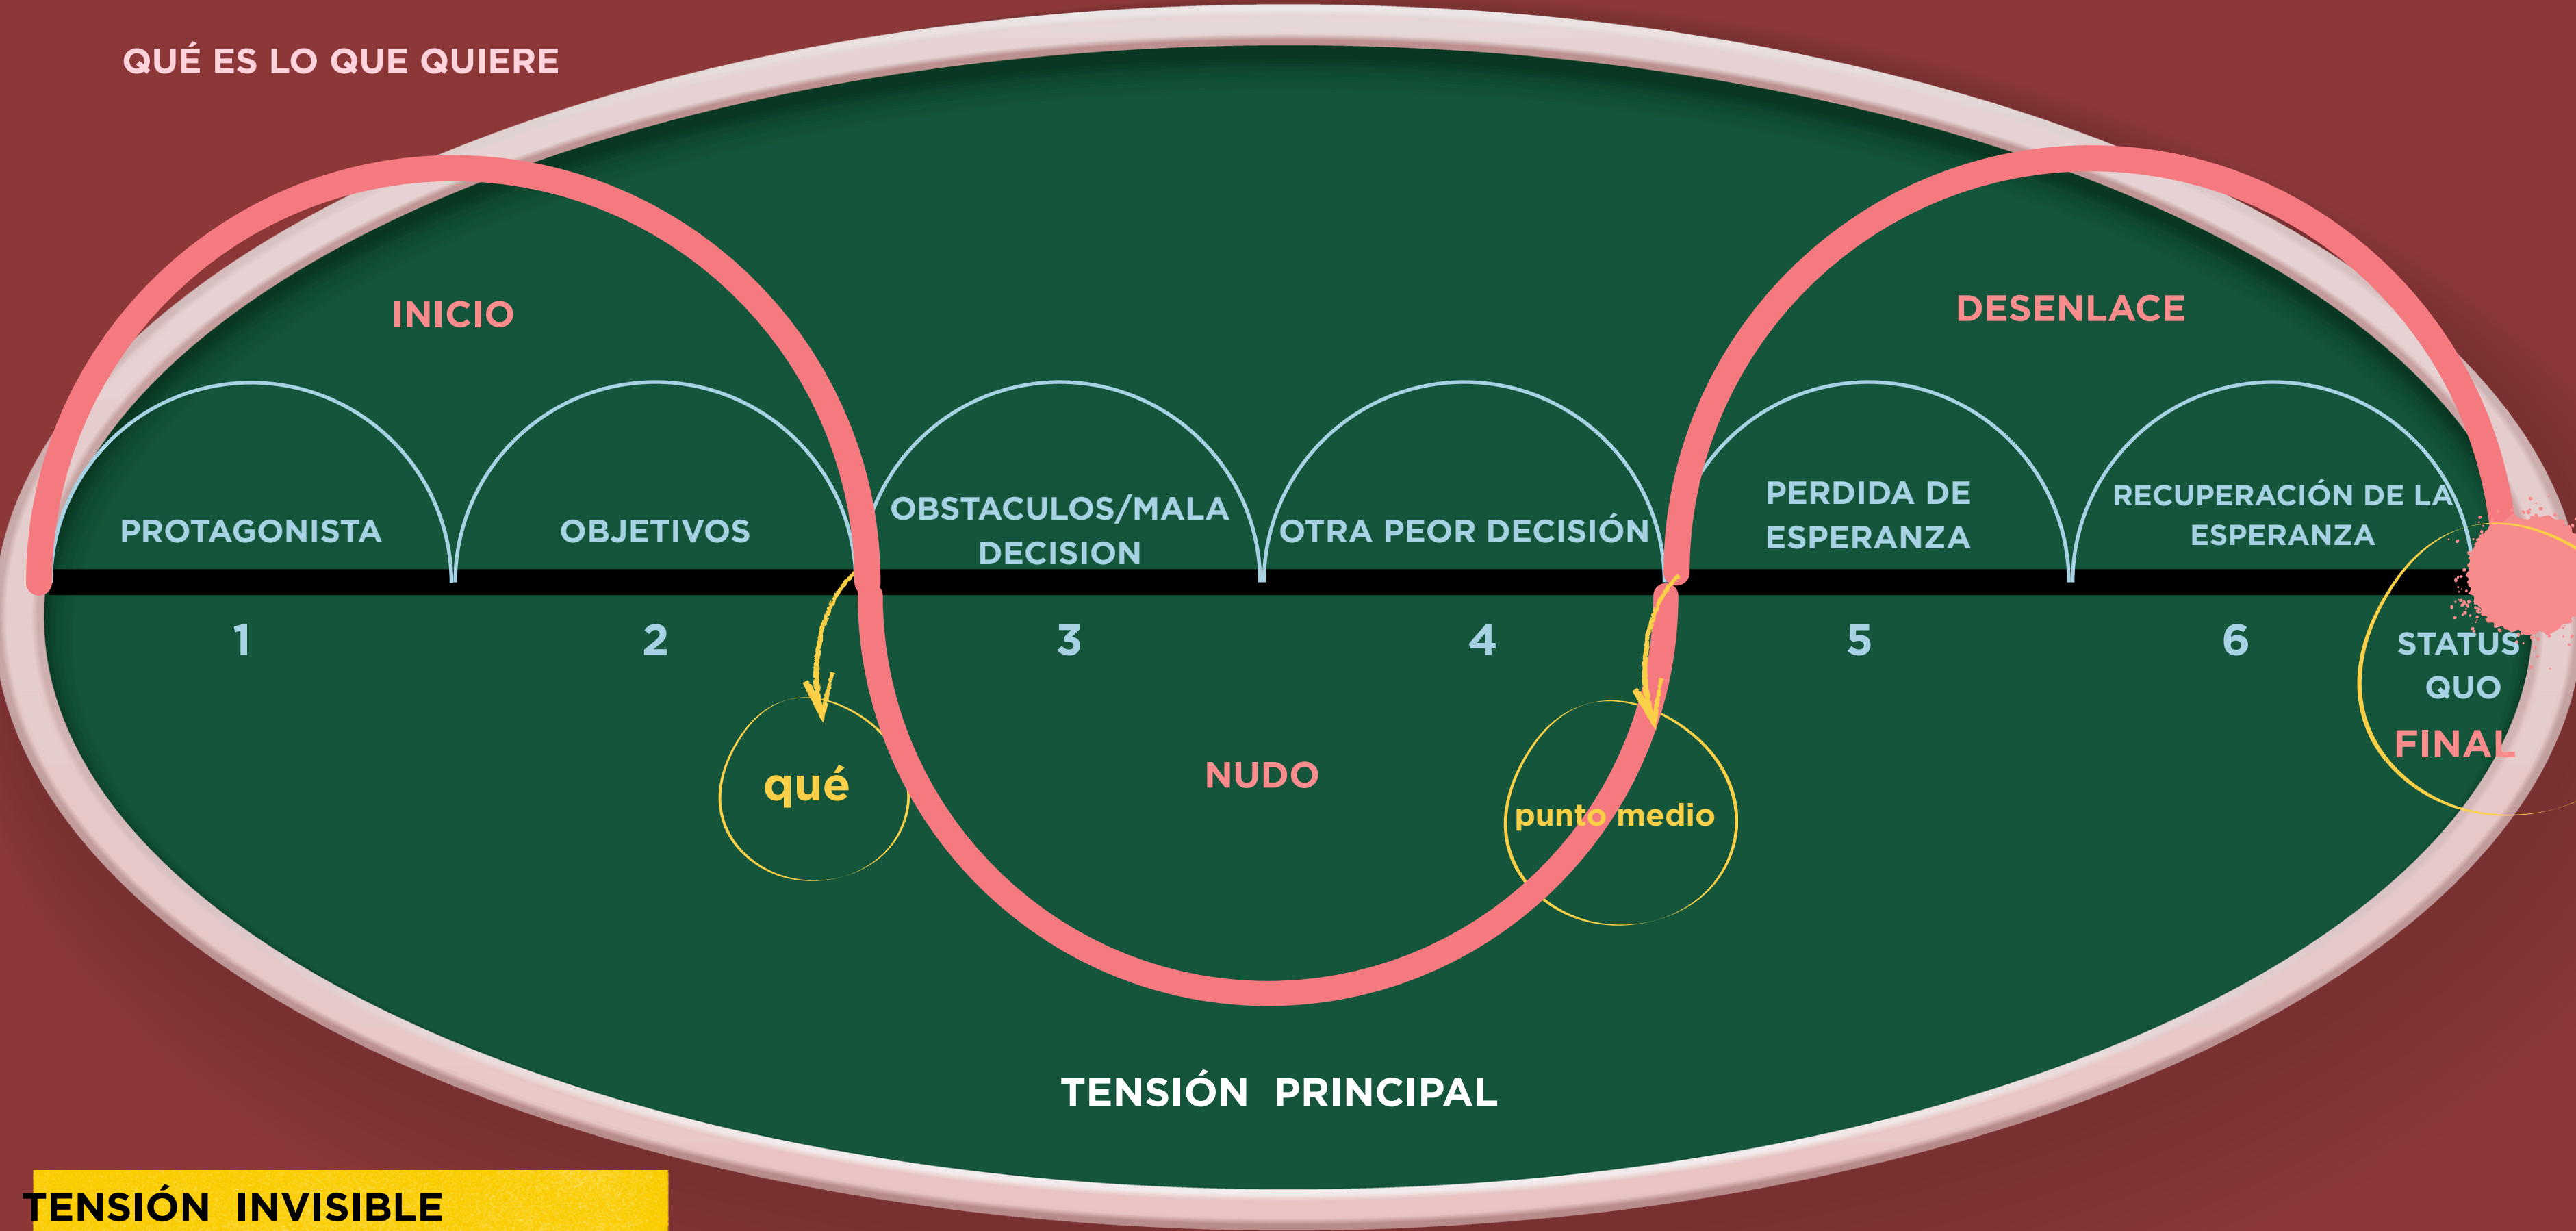 QUÉ ES LO QUE QUIERE
INICIO
DESENLACE
PROTAGONISTA
OBJETIVOS
OBSTACULOS/MALA
DECISION
OTRA PEOR DECISIÓN
PERDIDA DE
ESPERANZA
RECUPERACIÓN DE LA
ESPERANZA
1
2
3
4
5
6
STATUS
QUO
FINAL
qué
NUDO
punto medio
TENSIÓN PRINCIPAL
TENSIÓN INVISIBLE